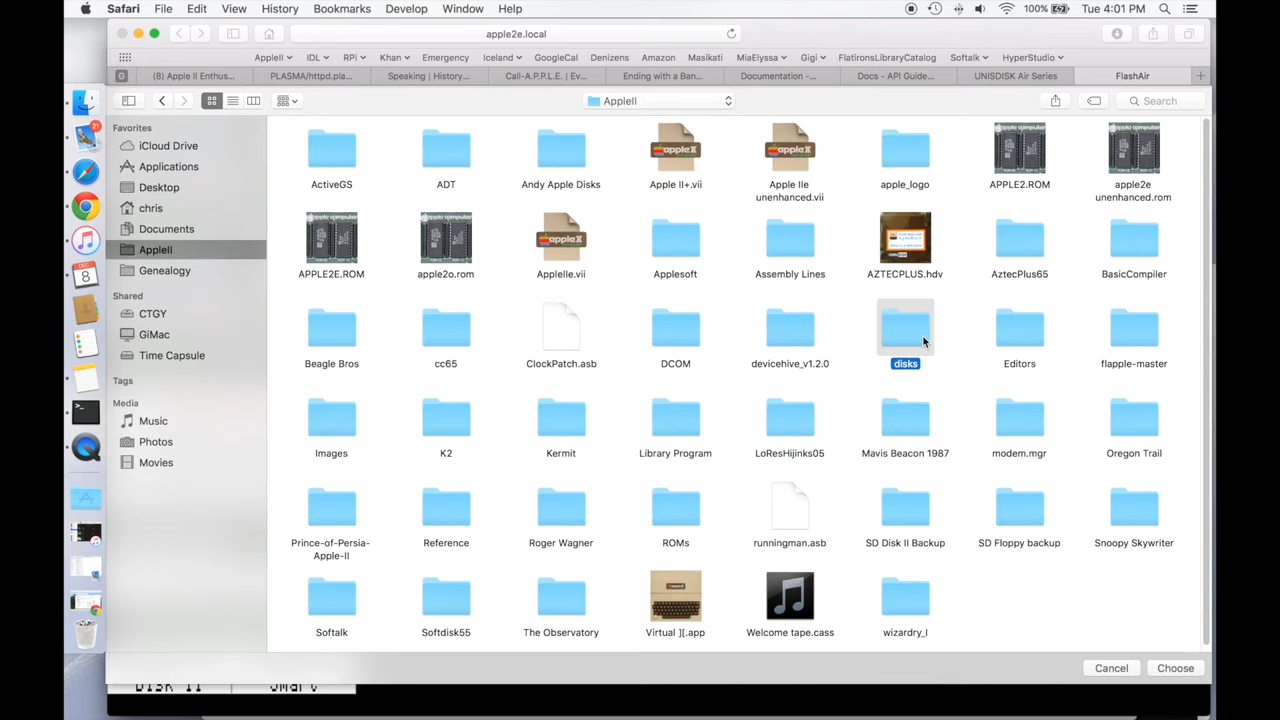 Safari File Edit View History Bookmarks Develop Window Help 100% Tue 4:01 PM
apple2e.local
AppleII IDL RPi Khan Emergency Iceland GoogleCal Denizens Amazon Masikati MiaElyssa Gigi FlatironsLibraryCatalog Softalk HyperStudio
G (8) Apple II Enthus... PLASMA/httpd.pla... Speaking | History... Call-A.P.P.L.E. | Ev... Ending with a Ban... Documentation -... Docs - API Guide... UNISDISK Air Series FlashAir
AppleII Search
Favorites
iCloud Drive
Applications
Desktop
chris
Documents
AppleII
Genealogy
Shared
CTGY
GiMac
Time Capsule
Tags
Media
Music
Photos
Movies
ActiveGS ADT Andy Apple Disks Apple II+.vii Apple IIe unenhanced.vii apple_logo APPLE2.ROM apple2e unenhanced.rom
APPLE2E.ROM apple2o.rom AppleIIe.vii Applesoft Assembly Lines AZTECPLUS.hdv AztecPlus65 BasicCompiler
Beagle Bros cc65 ClockPatch.asb DCOM devicehive_v1.2.0 disks Editors flapple-master
Images K2 Kermit Library Program LoResHijinks05 Mavis Beacon 1987 modem.mgr Oregon Trail
Prince-of-Persia-Apple-II Reference Roger Wagner ROMs runningman.asb SD Disk II Backup SD Floppy backup Snoopy Skywriter
Softalk Softdisk55 The Observatory Virtual ][.app Welcome tape.cass wizardry_I
Cancel Choose